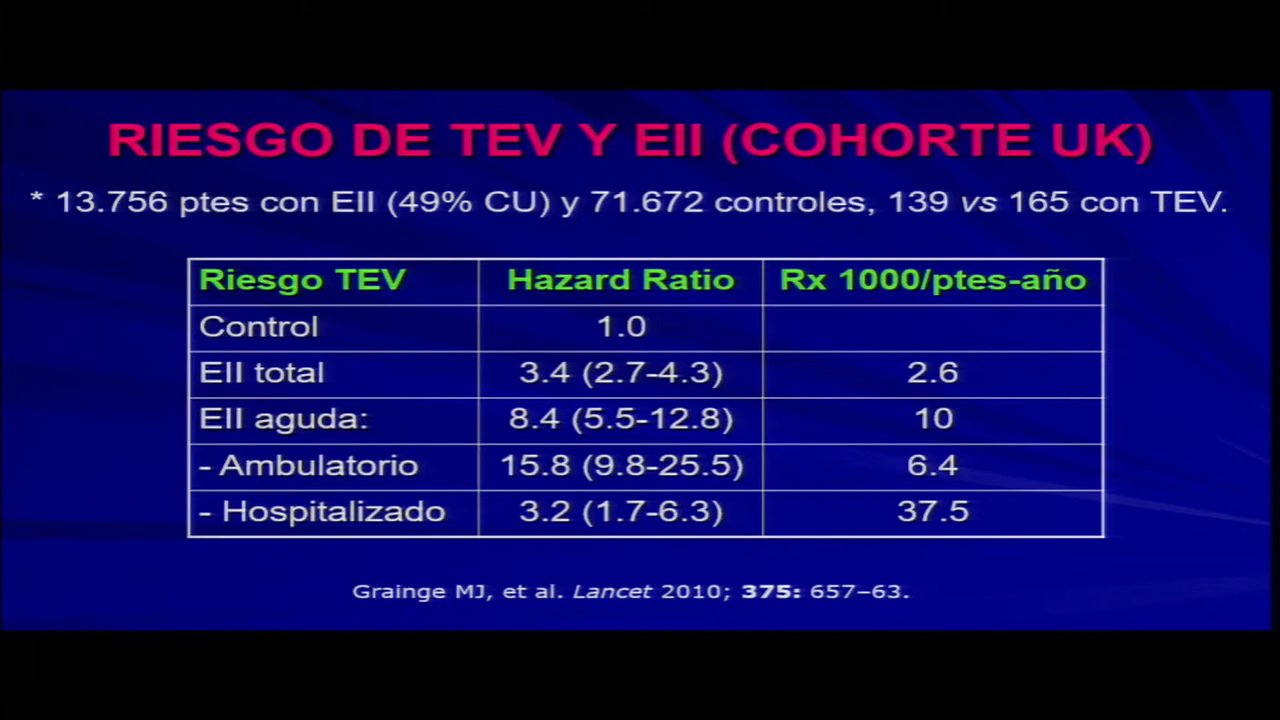 RIESGO DE TEV Y EII (COHORTE UK)
* 13.756 ptes con EII (49% CU) y 71.672 controles, 139 vs 165 con TEV.
Riesgo TEV Hazard Ratio Rx 1000/ptes-año
Control 1.0
EII total 3.4 (2.7-4.3) 2.6
EII aguda: 8.4 (5.5-12.8) 10
- Ambulatorio 15.8 (9.8-25.5) 6.4
- Hospitalizado 3.2 (1.7-6.3) 37.5
Grainge MJ, et al. Lancet 2010; 375: 657–63.